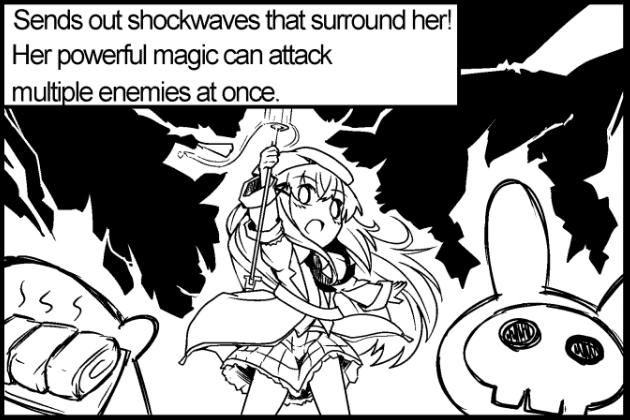 Sends out shockwaves that surround her!
Her powerful magic can attack
multiple enemies at once.